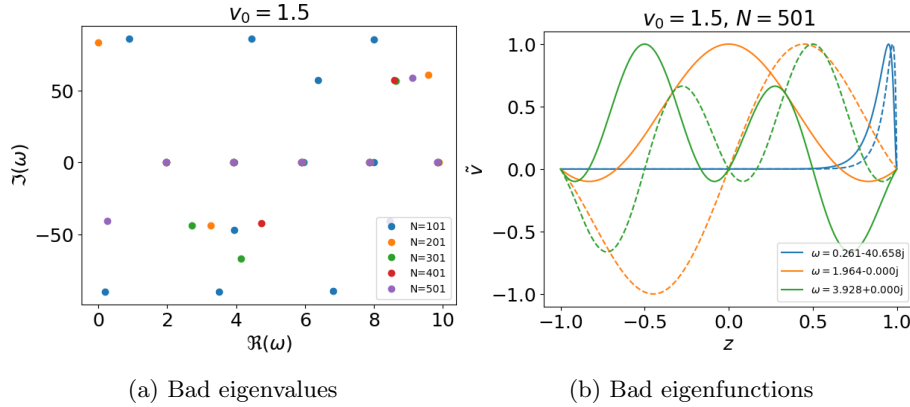 v₀ = 1.5
50
0
−50
ℑ(ω)
0
2
4
6
8
10
ℜ(ω)
N=101
N=201
N=301
N=401
N=501
(a) Bad eigenvalues
v₀ = 1.5, N = 501
1.0
0.5
0.0
−0.5
−1.0
ṽ
−1.0
−0.5
0.0
0.5
1.0
z
ω = 0.261-40.658j
ω = 1.964-0.000j
ω = 3.928+0.000j
(b) Bad eigenfunctions